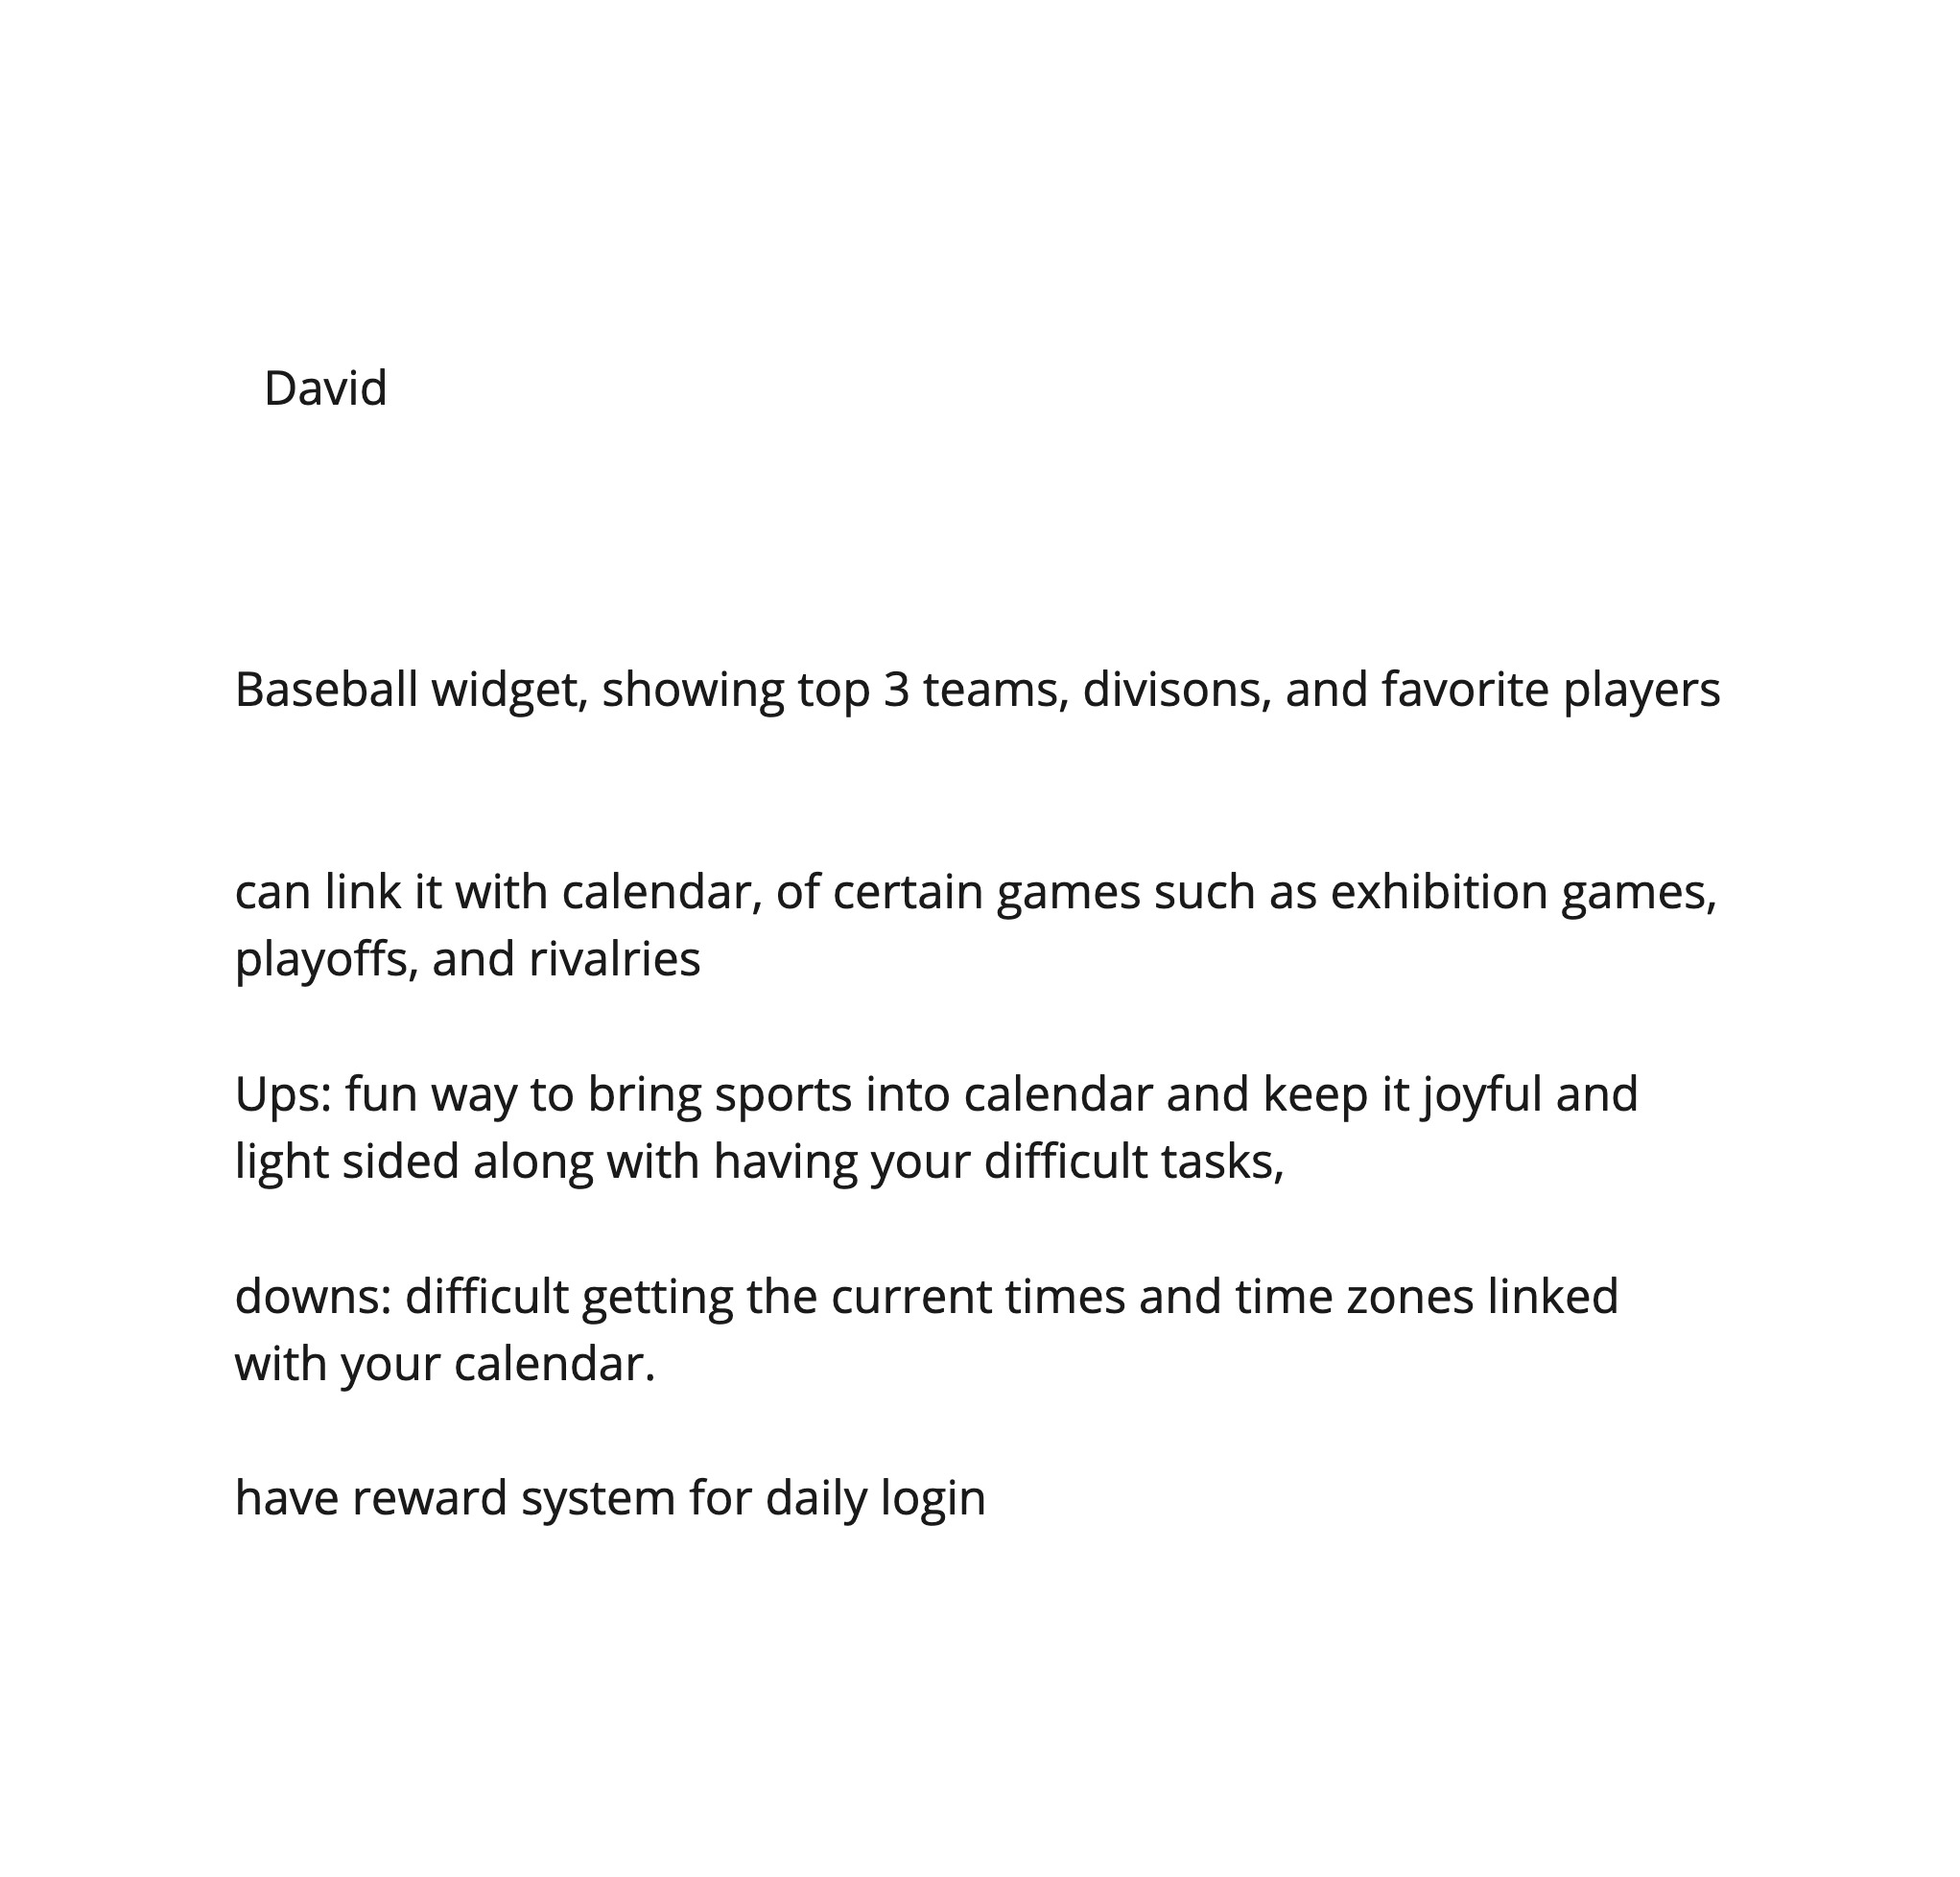 David
Baseball widget, showing top 3 teams, divisons, and favorite players
can link it with calendar, of certain games such as exhibition games,
playoffs, and rivalries
Ups: fun way to bring sports into calendar and keep it joyful and
light sided along with having your difficult tasks,
downs: difficult getting the current times and time zones linked
with your calendar.
have reward system for daily login